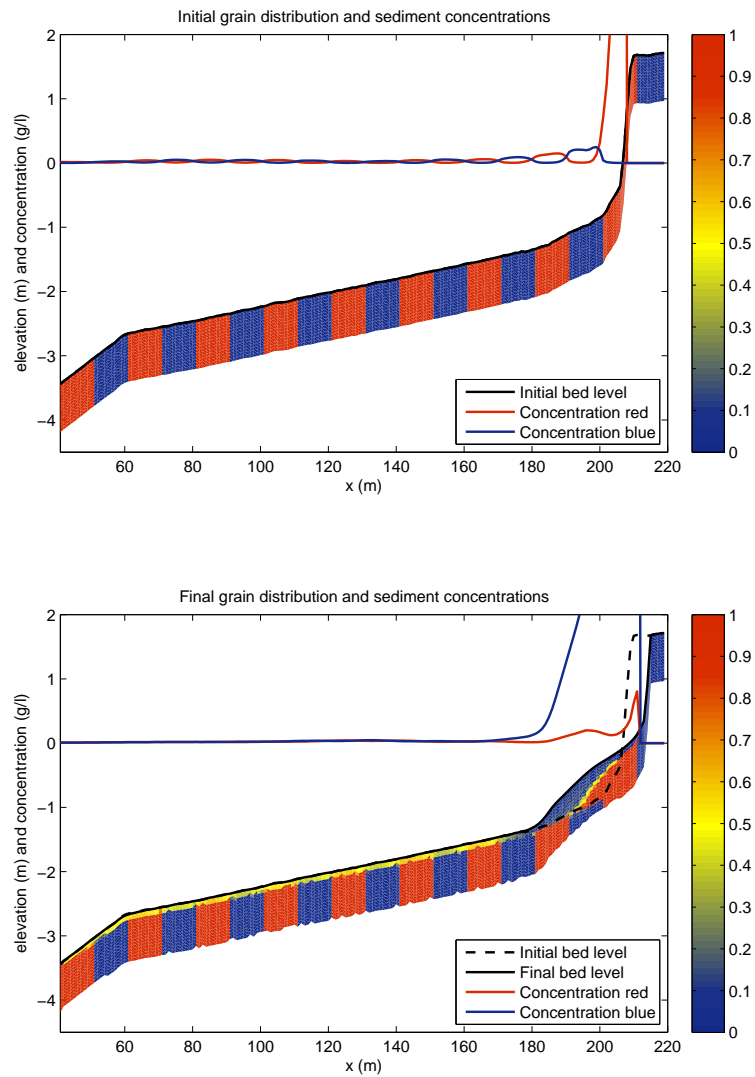 Initial grain distribution and sediment concentrations
elevation (m) and concentration (g/l)
2
1
0
−1
−2
−3
−4
60 80 100 120 140 160 180 200 220
x (m)
Initial bed level
Concentration red
Concentration blue
1
0.9
0.8
0.7
0.6
0.5
0.4
0.3
0.2
0.1
0
Final grain distribution and sediment concentrations
elevation (m) and concentration (g/l)
2
1
0
−1
−2
−3
−4
60 80 100 120 140 160 180 200 220
x (m)
Initial bed level
Final bed level
Concentration red
Concentration blue
1
0.9
0.8
0.7
0.6
0.5
0.4
0.3
0.2
0.1
0